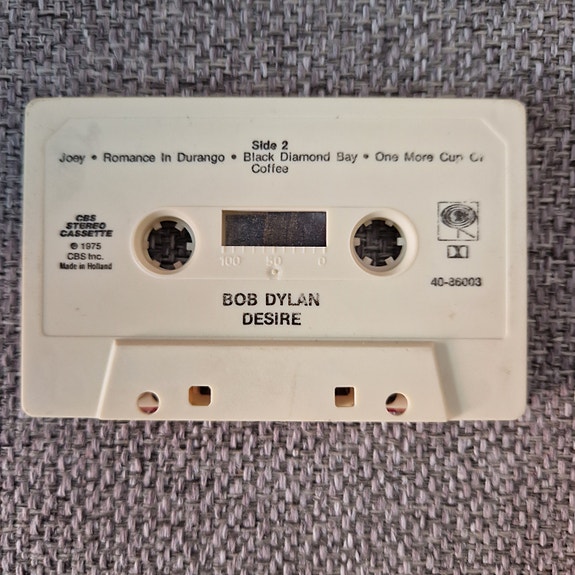 Side 2
Joey • Romance In Durango • Black Diamond Bay • One More Cup Of
Coffee
CBS
STEREO
CASSETTE
℗ 1975
CBS Inc.
Made in Holland
100 50 0
40-86003
BOB DYLAN
DESIRE